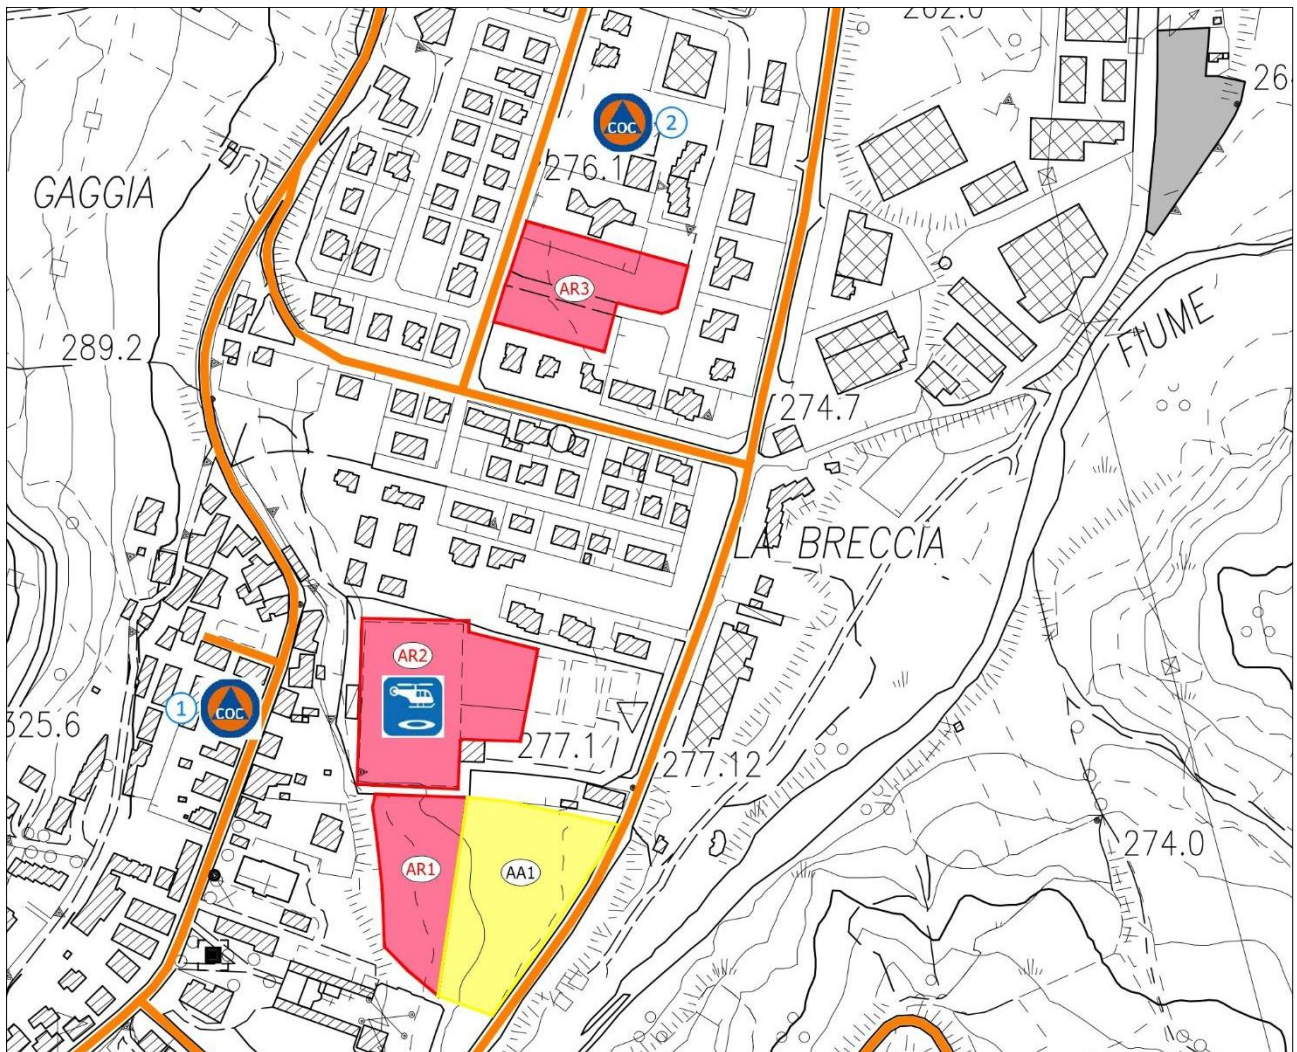 262.0
26
COC 2
276.1
GAGGIA
AR3
FIUME
289.2
274.7
LA BRECCIA
AR2
1 COC
325.6
277.1
277.12
274.0
AR1
AA1